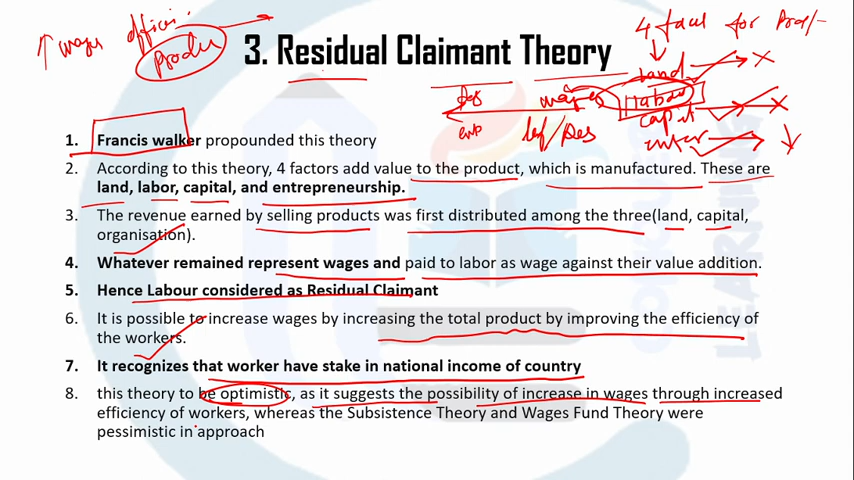 ↑ wages officie
produ
4 fact for Prof/-
3. Residual Claimant Theory
land
wages
labour
ent
inter
1. Francis walker propounded this theory
2. According to this theory, 4 factors add value to the product, which is manufactured. These are
land, labor, capital, and entrepreneurship.
3. The revenue earned by selling products was first distributed among the three(land, capital,
organisation).
4. Whatever remained represent wages and paid to labor as wage against their value addition.
5. Hence Labour considered as Residual Claimant
6. It is possible to increase wages by increasing the total product by improving the efficiency of
the workers.
7. It recognizes that worker have stake in national income of country
8. this theory to be optimistic, as it suggests the possibility of increase in wages through increased
efficiency of workers, whereas the Subsistence Theory and Wages Fund Theory were
pessimistic in approach
LEARNING